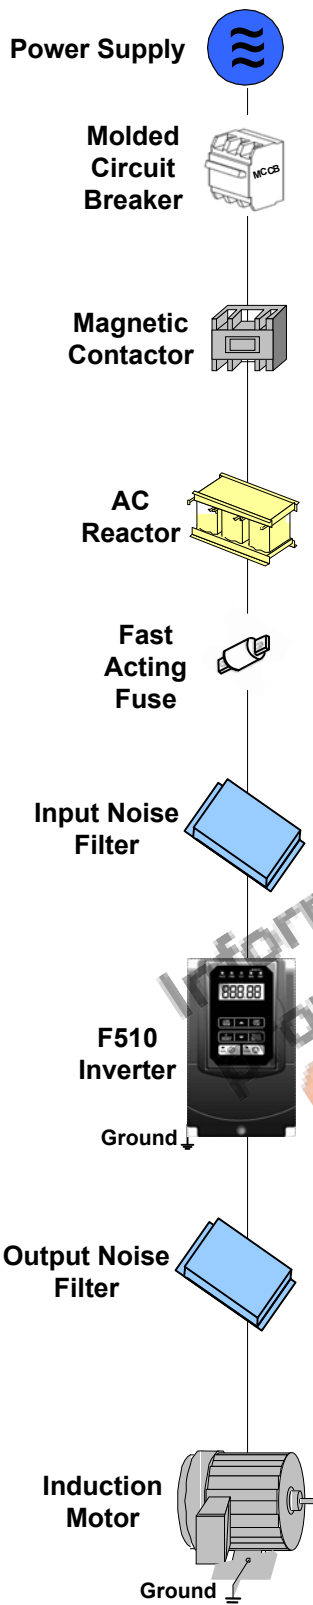 Power Supply
Molded
Circuit
Breaker
MCCB
Magnetic
Contactor
AC
Reactor
Fast
Acting
Fuse
Input Noise
Filter
F510
Inverter
Ground
Output Noise
Filter
Induction
Motor
Ground